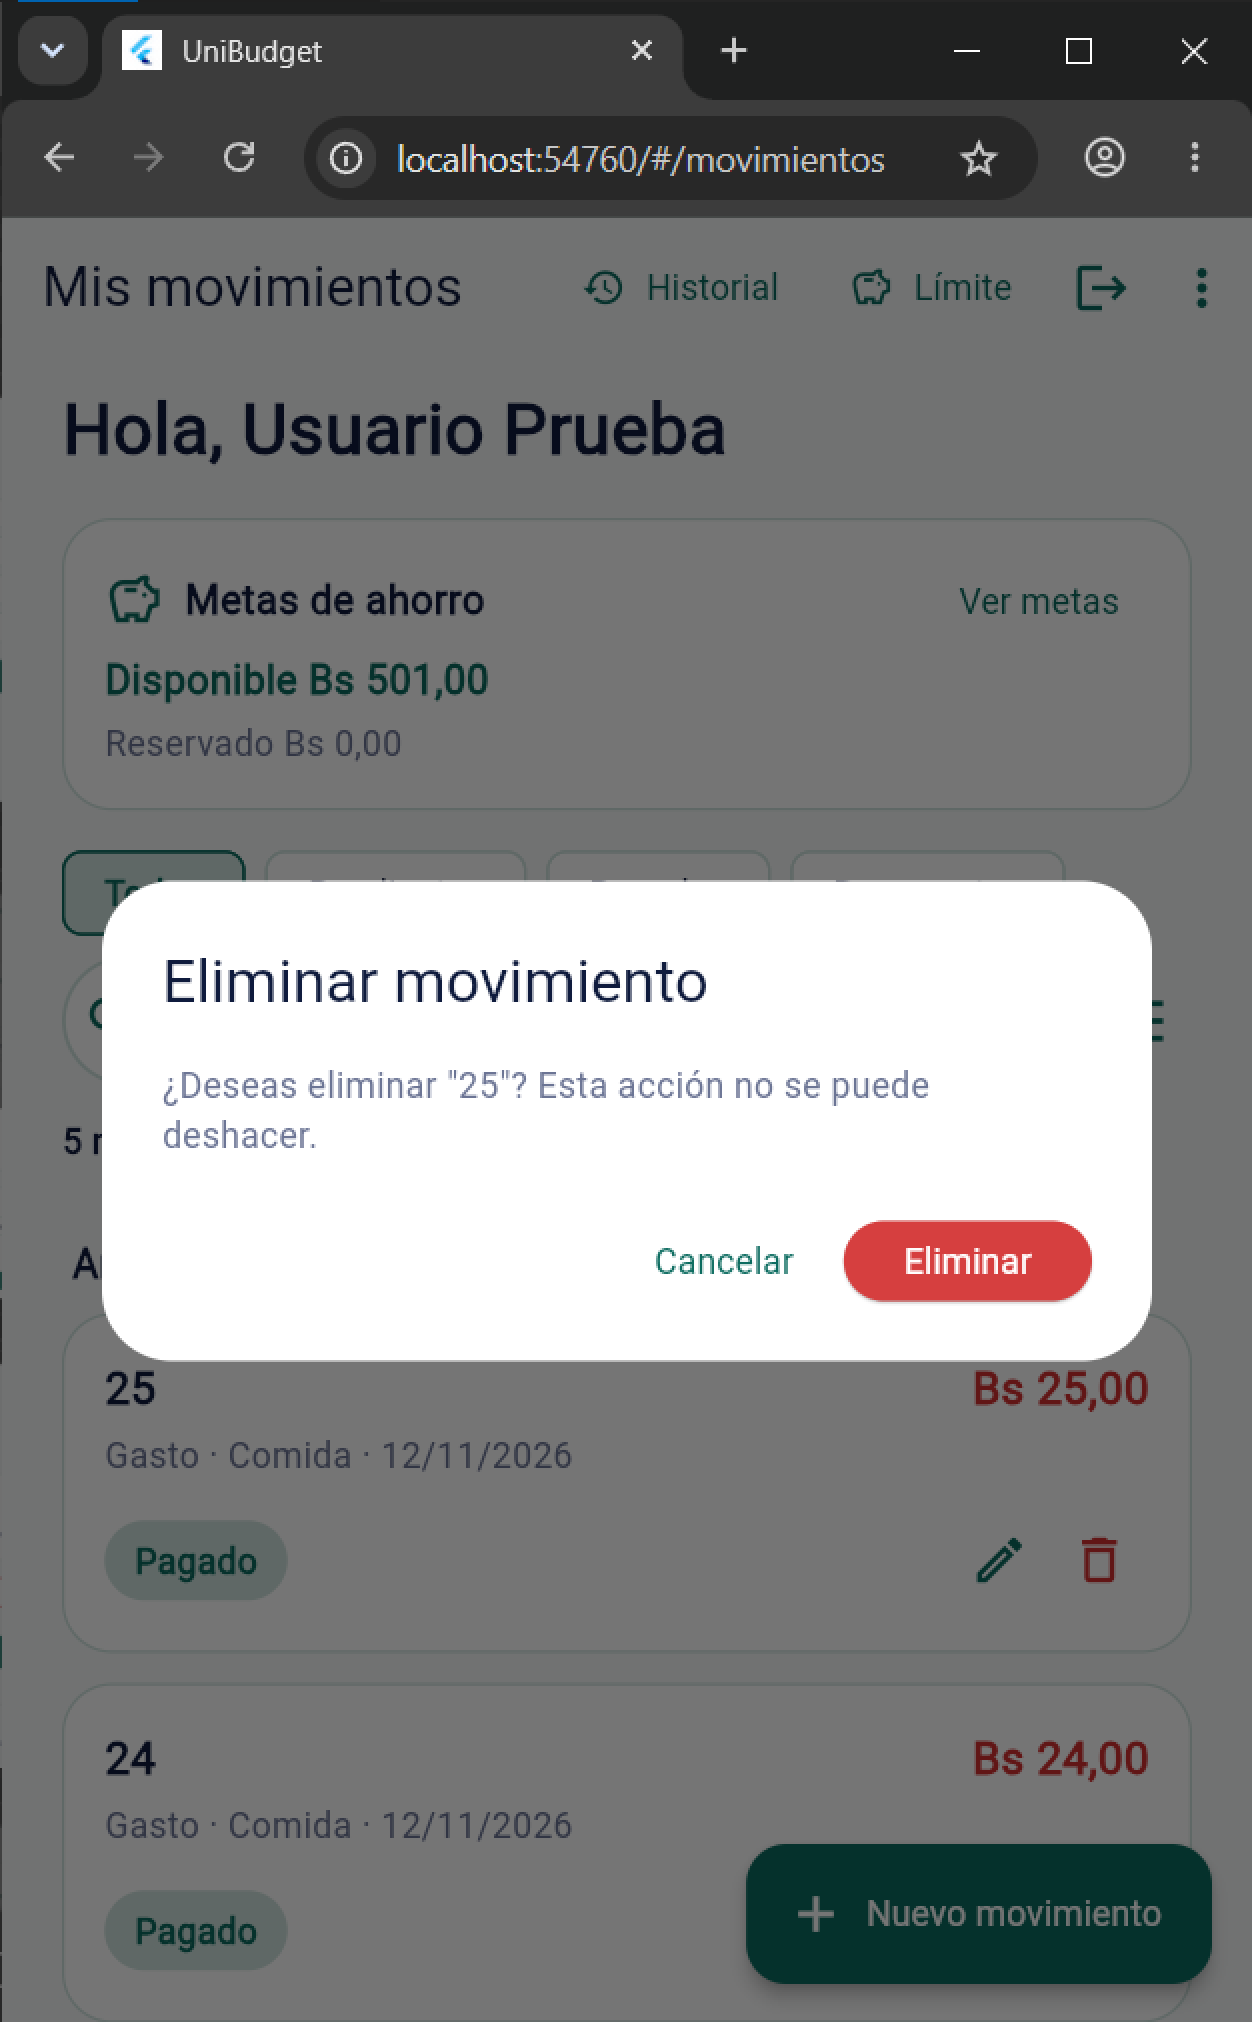 UniBudget
localhost:54760/#/movimientos
Mis movimientos
Historial
Límite
Hola, Usuario Prueba
Metas de ahorro
Ver metas
Disponible Bs 501,00
Reservado Bs 0,00
Eliminar movimiento
¿Deseas eliminar "25"? Esta acción no se puede
deshacer.
5
Cancelar
Eliminar
25
Bs 25,00
Gasto · Comida · 12/11/2026
Pagado
24
Bs 24,00
Gasto · Comida · 12/11/2026
Pagado
Nuevo movimiento